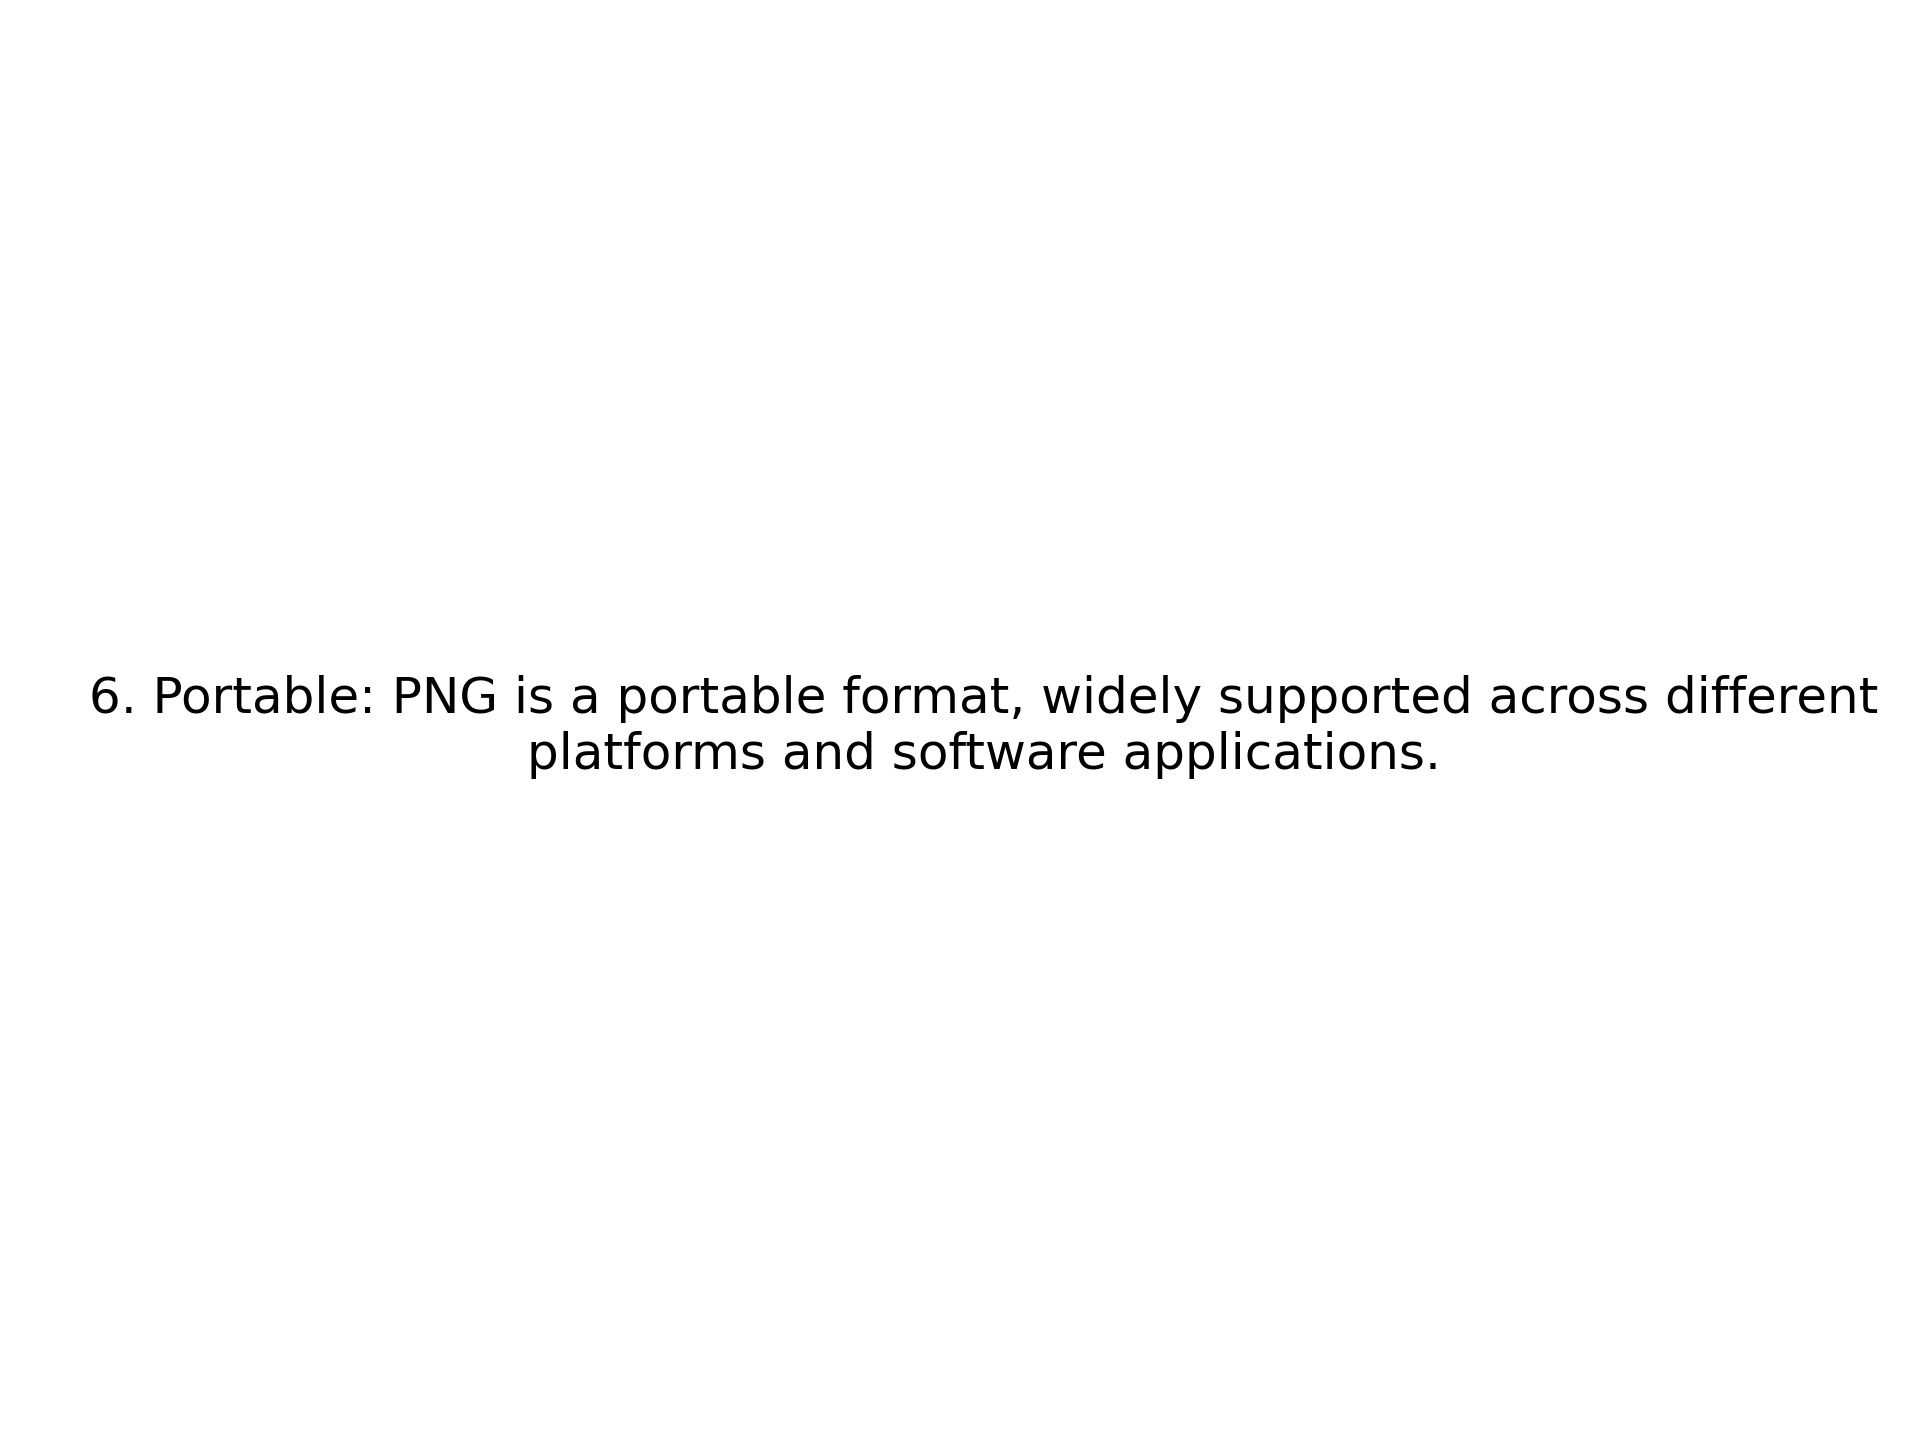 6. Portable: PNG is a portable format, widely supported across different
platforms and software applications.